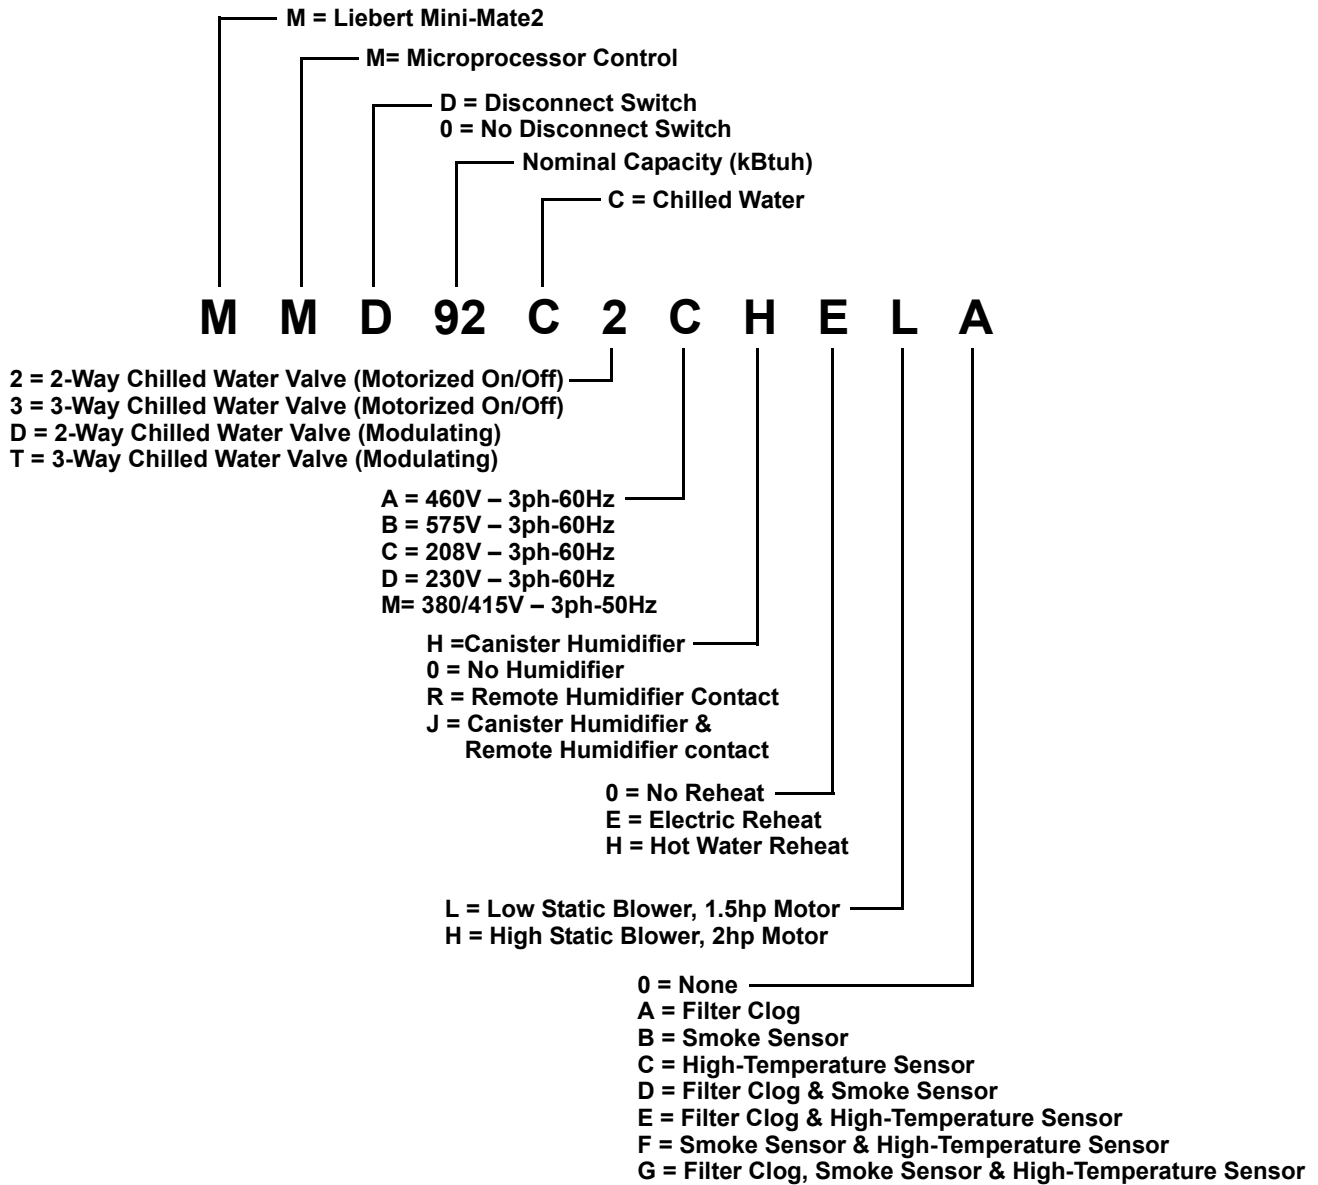 M = Liebert Mini-Mate2
M= Microprocessor Control
D = Disconnect Switch
0 = No Disconnect Switch
Nominal Capacity (kBtuh)
C = Chilled Water
M M D 92 C 2 C H E L A
2 = 2-Way Chilled Water Valve (Motorized On/Off)
3 = 3-Way Chilled Water Valve (Motorized On/Off)
D = 2-Way Chilled Water Valve (Modulating)
T = 3-Way Chilled Water Valve (Modulating)
A = 460V – 3ph-60Hz
B = 575V – 3ph-60Hz
C = 208V – 3ph-60Hz
D = 230V – 3ph-60Hz
M= 380/415V – 3ph-50Hz
H =Canister Humidifier
0 = No Humidifier
R = Remote Humidifier Contact
J = Canister Humidifier &
Remote Humidifier contact
0 = No Reheat
E = Electric Reheat
H = Hot Water Reheat
L = Low Static Blower, 1.5hp Motor
H = High Static Blower, 2hp Motor
0 = None
A = Filter Clog
B = Smoke Sensor
C = High-Temperature Sensor
D = Filter Clog & Smoke Sensor
E = Filter Clog & High-Temperature Sensor
F = Smoke Sensor & High-Temperature Sensor
G = Filter Clog, Smoke Sensor & High-Temperature Sensor